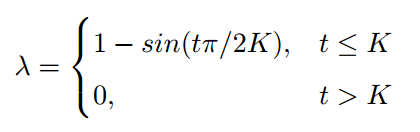 λ = { 1 − sin(tπ/2K), t ≤ K
0, t > K